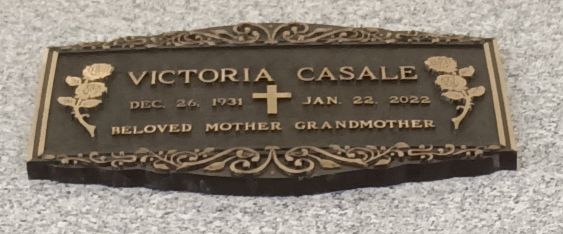 VICTORIA CASALE
DEC. 26, 1931 JAN. 22, 2022
BELOVED MOTHER GRANDMOTHER